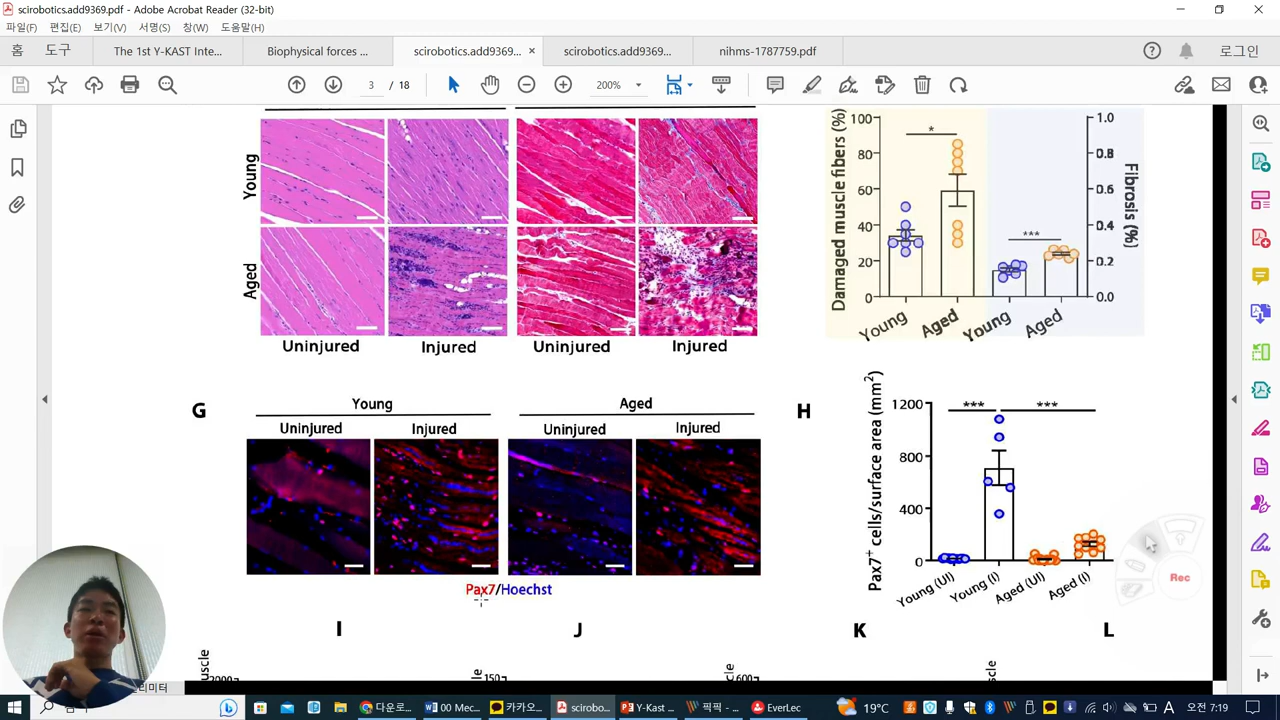 scirobotics.add9369.pdf - Adobe Acrobat Reader (32-bit)
파일(F) 편집(E) 보기(V) 서명(S) 창(W) 도움말(H)
홈 도구 The 1st Y-KAST Inte... Biophysical forces ... scirobotics.add9369... × scirobotics.add9369... nihms-1787759.pdf 로그인
3 / 18 200%
Young
Aged
Uninjured Injured Uninjured Injured
Damaged muscle fibers (%)
100
80
60
40
20
0
*
***
1.0
0.8
0.6
0.4
0.2
0.0
Fibrosis (%)
Young Aged Young Aged
G
Young Aged
Uninjured Injured Uninjured Injured
Pax7/Hoechst
H
Pax7+ cells/surface area (mm2)
1200
800
400
0
*** ***
Young (UI) Young (I) Aged (UI) Aged (I)
Rec
I J K L
2000 150 600
다운로... 00 Mec... 카카오... scirobo... Y-Kast ... 픽픽 - ... EverLec 19°C A 오전 7:19